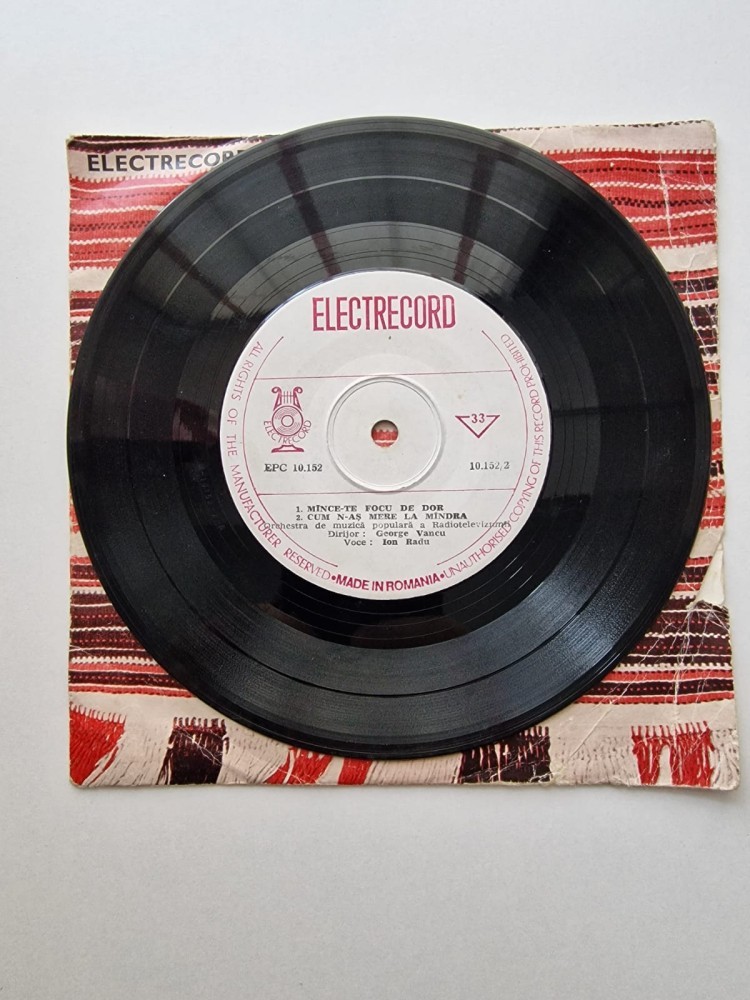 ELECTRECOR
ELECTRECORD
ALL RIGHTS OF THE MANUFACTURER RESERVED • MADE IN ROMANIA • UNAUTHORISED COPYING OF THIS RECORD PROHIBITED
ELECTRECORD
33
EPC 10.152
10.152/2
1. MÎNCE-TE FOCU DE DOR
2. CUM N-AȘ MERE LA MÎNDRA
Orchestra de muzică populară a Radioteleviziunii
Dirijor : George Vancu
Voce : Ion Radu